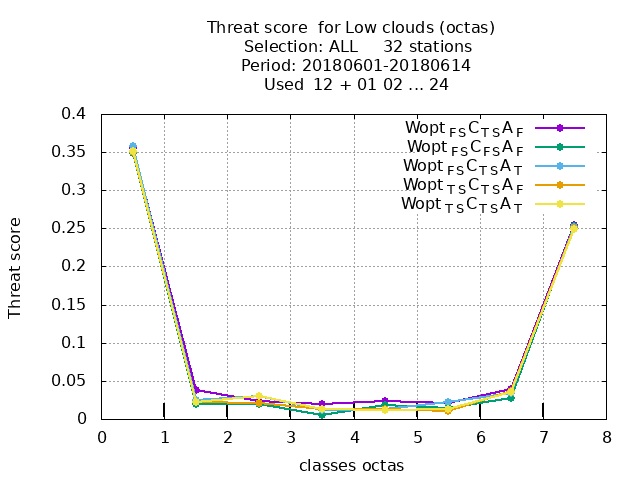 Threat score  for Low clouds (octas)
Selection: ALL     32 stations
Period: 20180601-20180614
Used  12 + 01 02 ... 24
Threat score
0.4
0.35
0.3
0.25
0.2
0.15
0.1
0.05
0
Wopt FS C TS A F
Wopt FS C FS A F
Wopt FS C TS A T
Wopt TS C TS A F
Wopt TS C TS A T
0 1 2 3 4 5 6 7 8
classes octas